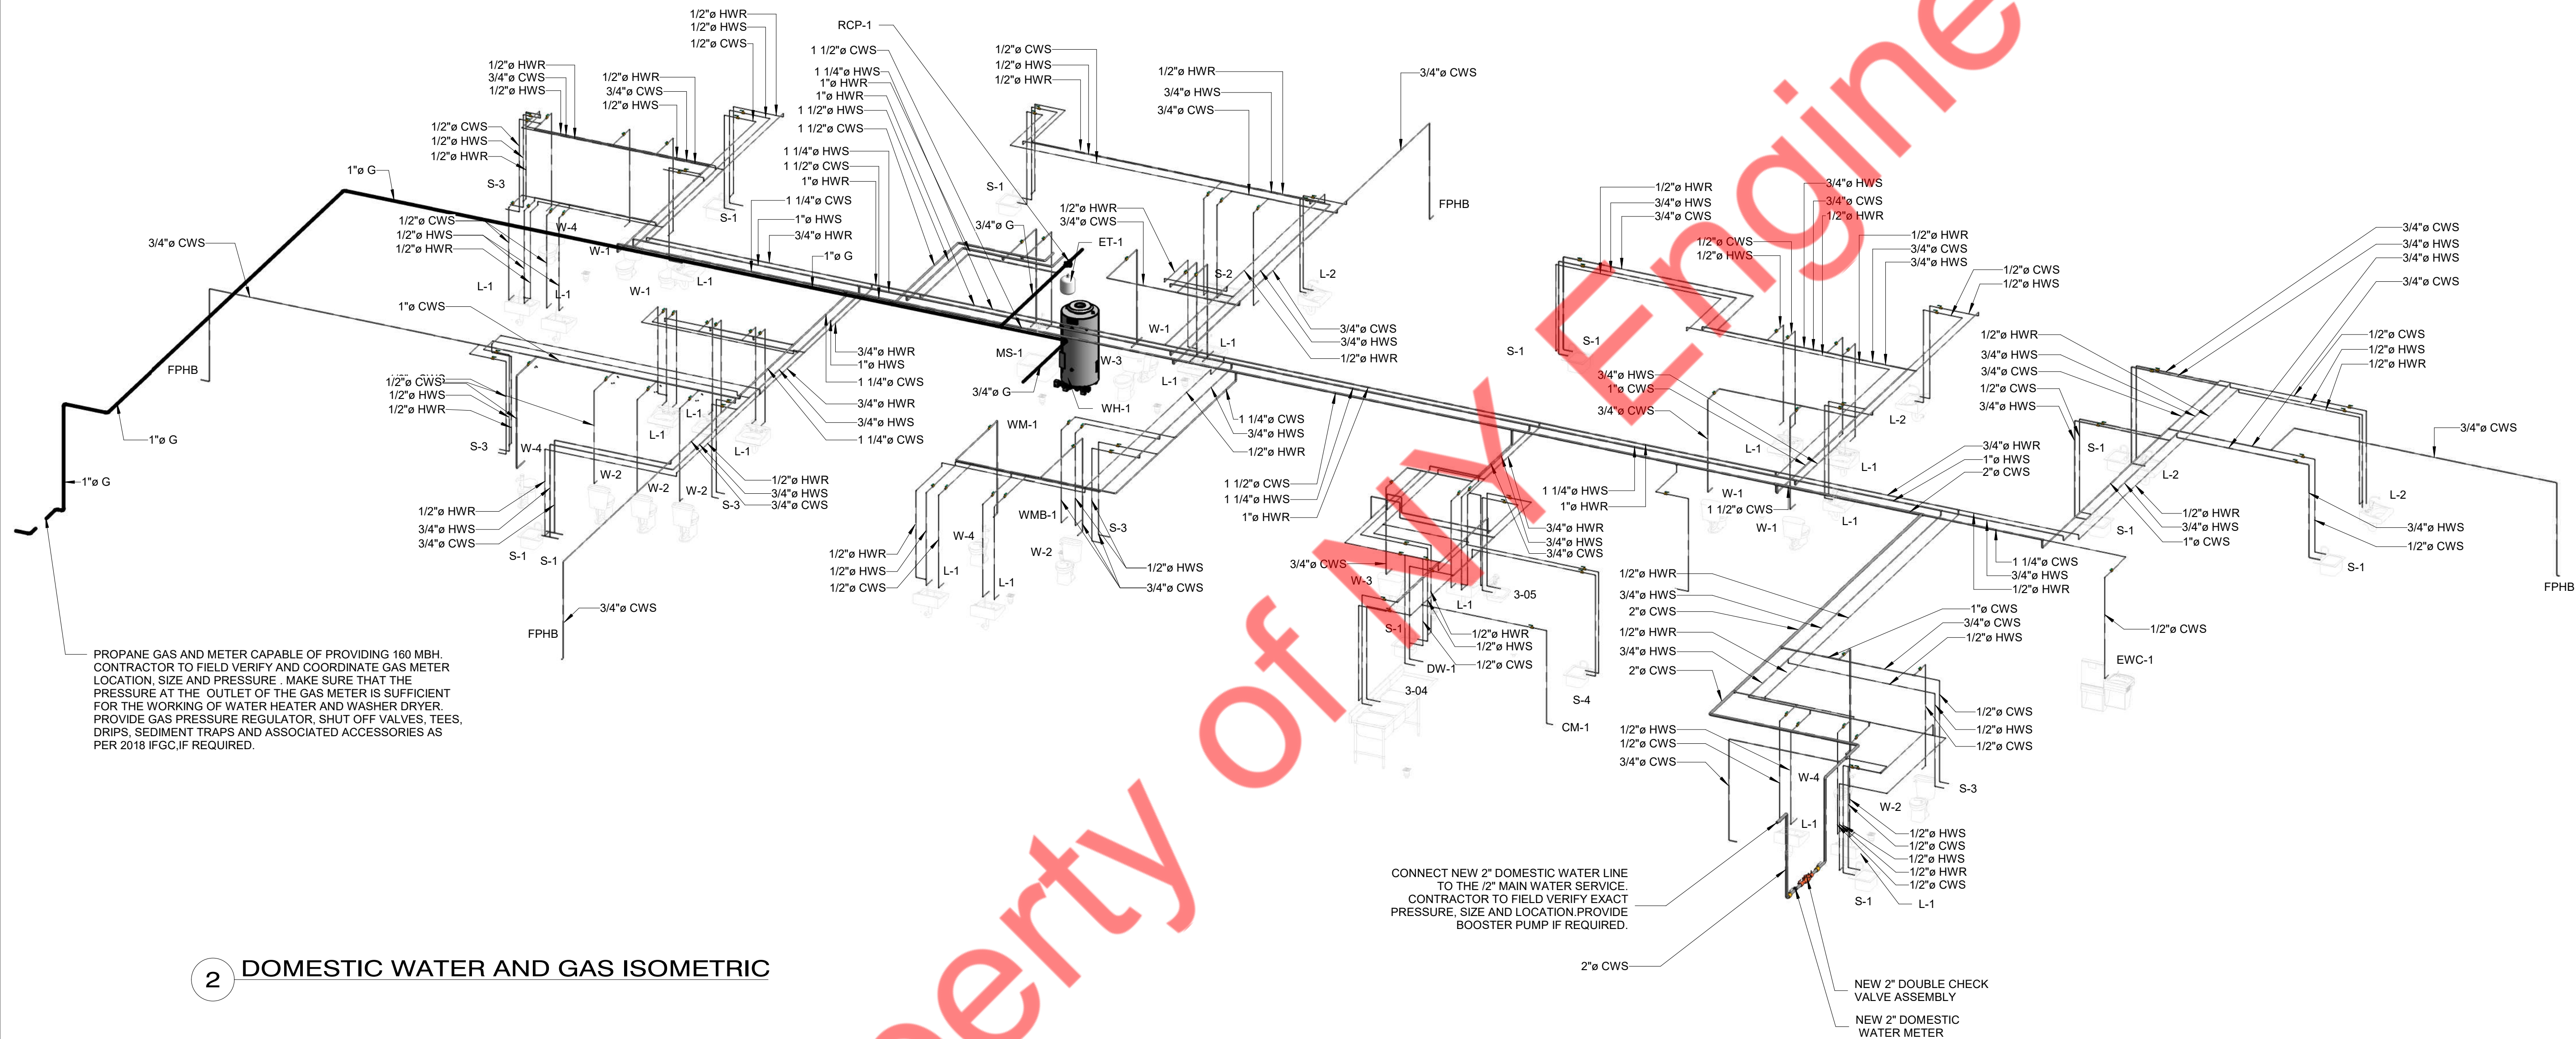 1/2"ø HWR
1/2"ø HWS
1/2"ø CWS
RCP-1
1 1/2"ø CWS
1 1/4"ø HWS
1"ø HWR
1"ø HWR
1 1/2"ø HWS
1 1/2"ø CWS
1 1/4"ø HWS
1 1/2"ø CWS
1"ø HWR
1 1/4"ø CWS
1"ø HWS
3/4"ø HWR
1"ø G
1/2"ø HWR
3/4"ø CWS
1/2"ø HWS
1/2"ø HWR
3/4"ø CWS
1/2"ø HWS
1/2"ø CWS
1/2"ø HWS
1/2"ø HWR
S-3
S-1
1"ø G
1/2"ø CWS
1/2"ø HWS
1/2"ø HWR
W-4
W-1
L-1
L-1
W-1
L-1
3/4"ø CWS
FPHB
1"ø CWS
1/2"ø CWS
1/2"ø HWS
1/2"ø HWR
S-3
W-4
W-2
L-1
L-1
W-2
W-2
L-1
S-3
1"ø G
1"ø G
3/4"ø HWR
1"ø HWS
1 1/4"ø CWS
3/4"ø HWR
3/4"ø HWS
1 1/4"ø CWS
1/2"ø HWR
3/4"ø HWS
3/4"ø CWS
1/2"ø HWR
3/4"ø HWS
3/4"ø CWS
S-1
S-1
3/4"ø CWS
FPHB
1/2"ø CWS
1/2"ø HWS
1/2"ø HWR
1/2"ø HWR
3/4"ø HWS
3/4"ø CWS
3/4"ø CWS
FPHB
S-1
1/2"ø HWR
3/4"ø CWS
3/4"ø G
ET-1
S-2
L-2
W-1
L-1
L-1
MS-1
W-3
3/4"ø G
WH-1
3/4"ø CWS
3/4"ø HWS
1/2"ø HWR
WM-1
1 1/4"ø CWS
3/4"ø HWS
1/2"ø HWR
WMB-1
S-3
W-4
W-2
L-1
L-1
1/2"ø HWR
1/2"ø HWS
1/2"ø CWS
1/2"ø HWS
3/4"ø CWS
1 1/2"ø CWS
1 1/4"ø HWS
1"ø HWR
1/2"ø HWR
3/4"ø HWS
3/4"ø CWS
3/4"ø HWS
3/4"ø CWS
1/2"ø HWR
1/2"ø CWS
1/2"ø HWS
1/2"ø HWR
3/4"ø CWS
3/4"ø HWS
1/2"ø CWS
1/2"ø HWS
S-1
S-1
3/4"ø HWS
1"ø CWS
3/4"ø CWS
L-2
L-1
L-1
W-1
1 1/2"ø CWS
L-1
W-1
1 1/4"ø HWS
1"ø HWR
3/4"ø HWR
3/4"ø HWS
3/4"ø CWS
3/4"ø CWS
W-3
3-05
L-1
S-1
1/2"ø HWR
1/2"ø HWS
1/2"ø CWS
DW-1
3-04
S-4
CM-1
3/4"ø CWS
3/4"ø HWS
3/4"ø HWS
3/4"ø CWS
1/2"ø CWS
1/2"ø HWS
1/2"ø HWR
1/2"ø HWR
3/4"ø HWS
3/4"ø CWS
1/2"ø CWS
3/4"ø HWS
S-1
L-2
3/4"ø CWS
L-2
3/4"ø HWR
1"ø HWS
2"ø CWS
S-1
1/2"ø HWR
3/4"ø HWS
1"ø CWS
3/4"ø HWS
1/2"ø CWS
S-1
FPHB
1 1/4"ø CWS
3/4"ø HWS
1/2"ø HWR
1/2"ø CWS
EWC-1
1/2"ø HWR
3/4"ø HWS
2"ø CWS
1/2"ø HWR
3/4"ø HWS
2"ø CWS
1"ø CWS
3/4"ø CWS
1/2"ø HWS
1/2"ø CWS
1/2"ø HWS
1/2"ø CWS
1/2"ø HWS
1/2"ø CWS
3/4"ø CWS
W-4
S-3
W-2
L-1
1/2"ø HWS
1/2"ø CWS
1/2"ø HWS
1/2"ø HWR
1/2"ø CWS
S-1
L-1
PROPANE GAS AND METER CAPABLE OF PROVIDING 160 MBH.
CONTRACTOR TO FIELD VERIFY AND COORDINATE GAS METER
LOCATION, SIZE AND PRESSURE . MAKE SURE THAT THE
PRESSURE AT THE OUTLET OF THE GAS METER IS SUFFICIENT
FOR THE WORKING OF WATER HEATER AND WASHER DRYER.
PROVIDE GAS PRESSURE REGULATOR, SHUT OFF VALVES, TEES,
DRIPS, SEDIMENT TRAPS AND ASSOCIATED ACCESSORIES AS
PER 2018 IFGC,IF REQUIRED.
CONNECT NEW 2" DOMESTIC WATER LINE
TO THE /2" MAIN WATER SERVICE.
CONTRACTOR TO FIELD VERIFY EXACT
PRESSURE, SIZE AND LOCATION.PROVIDE
BOOSTER PUMP IF REQUIRED.
2"ø CWS
NEW 2" DOUBLE CHECK
VALVE ASSEMBLY
NEW 2" DOMESTIC
WATER METER
2 DOMESTIC WATER AND GAS ISOMETRIC
of NY